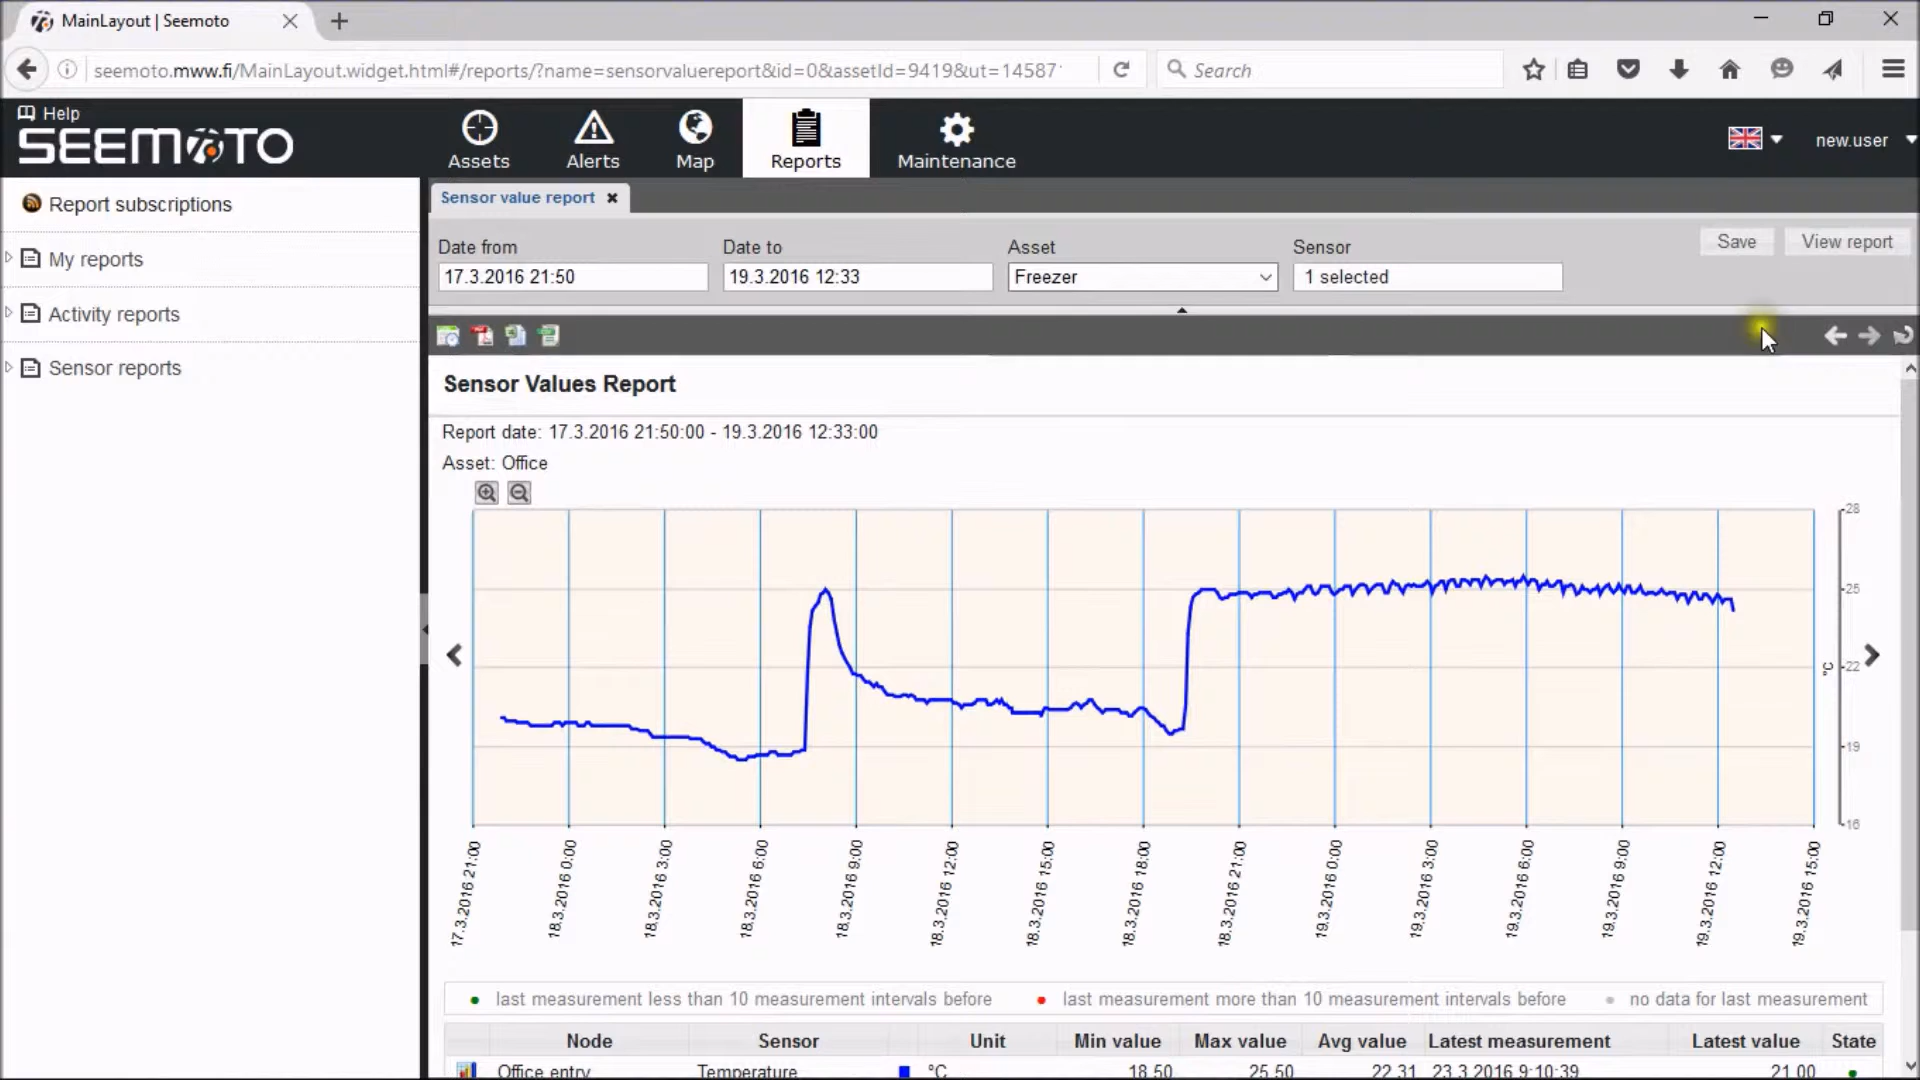 MainLayout | Seemoto
seemoto.mww.fi/MainLayout.widget.html#/reports/?name=sensorvaluereport&id=0&assetId=9419&ut=14587
Search
Help
SEEMOTO
Assets
Alerts
Map
Reports
Maintenance
new.user
Report subscriptions
My reports
Activity reports
Sensor reports
Sensor value report
Date from
Date to
Asset
Sensor
Save
View report
17.3.2016 21:50
19.3.2016 12:33
Freezer
1 selected
Sensor Values Report
Report date: 17.3.2016 21:50:00 - 19.3.2016 12:33:00
Asset: Office
28
25
22
19
16
°C
17.3.2016 21:00
18.3.2016 0:00
18.3.2016 3:00
18.3.2016 6:00
18.3.2016 9:00
18.3.2016 12:00
18.3.2016 15:00
18.3.2016 18:00
18.3.2016 21:00
19.3.2016 0:00
19.3.2016 3:00
19.3.2016 6:00
19.3.2016 9:00
19.3.2016 12:00
19.3.2016 15:00
last measurement less than 10 measurement intervals before
last measurement more than 10 measurement intervals before
no data for last measurement
Node Sensor Unit Min value Max value Avg value Latest measurement Latest value State
Office entry Temperature °C 18.50 25.50 22.31 23.3.2016 9:10:39 21.00